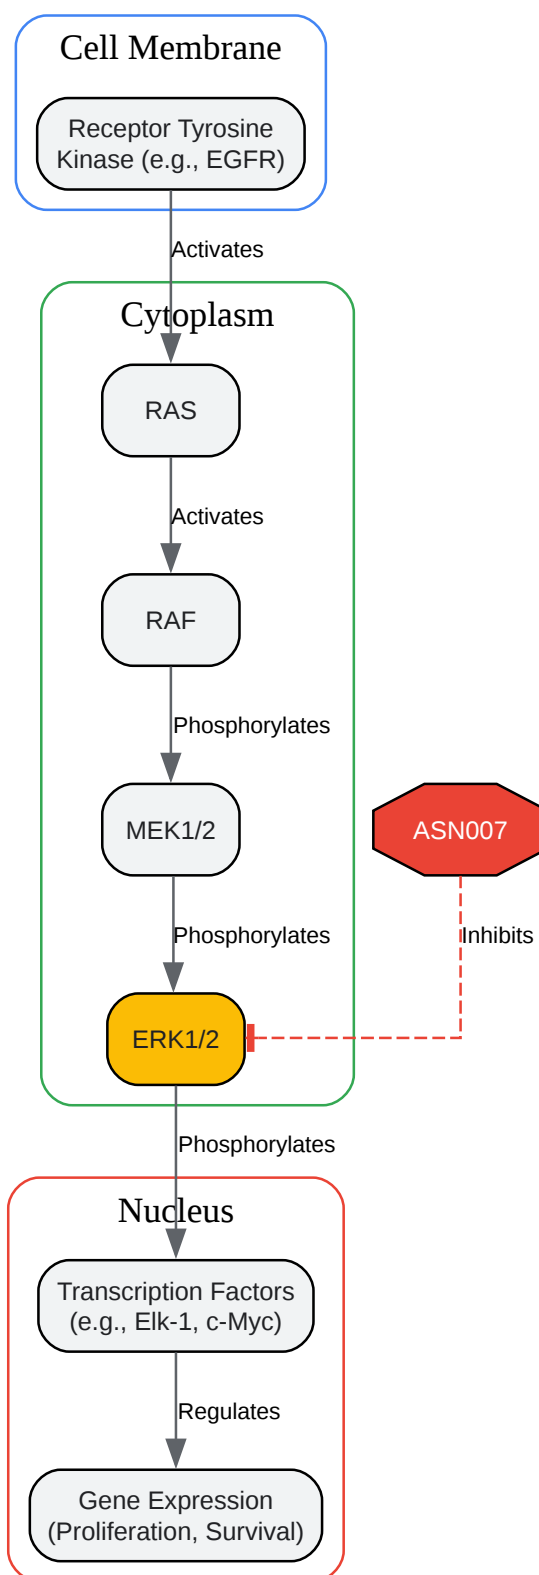 Cell Membrane
Receptor Tyrosine
Kinase (e.g., EGFR)
Activates
Cytoplasm
RAS
Activates
RAF
Phosphorylates
MEK1/2
ASN007
Phosphorylates
Inhibits
ERK1/2
Phosphorylates
Nucleus
Transcription Factors
(e.g., Elk-1, c-Myc)
Regulates
Gene Expression
(Proliferation, Survival)